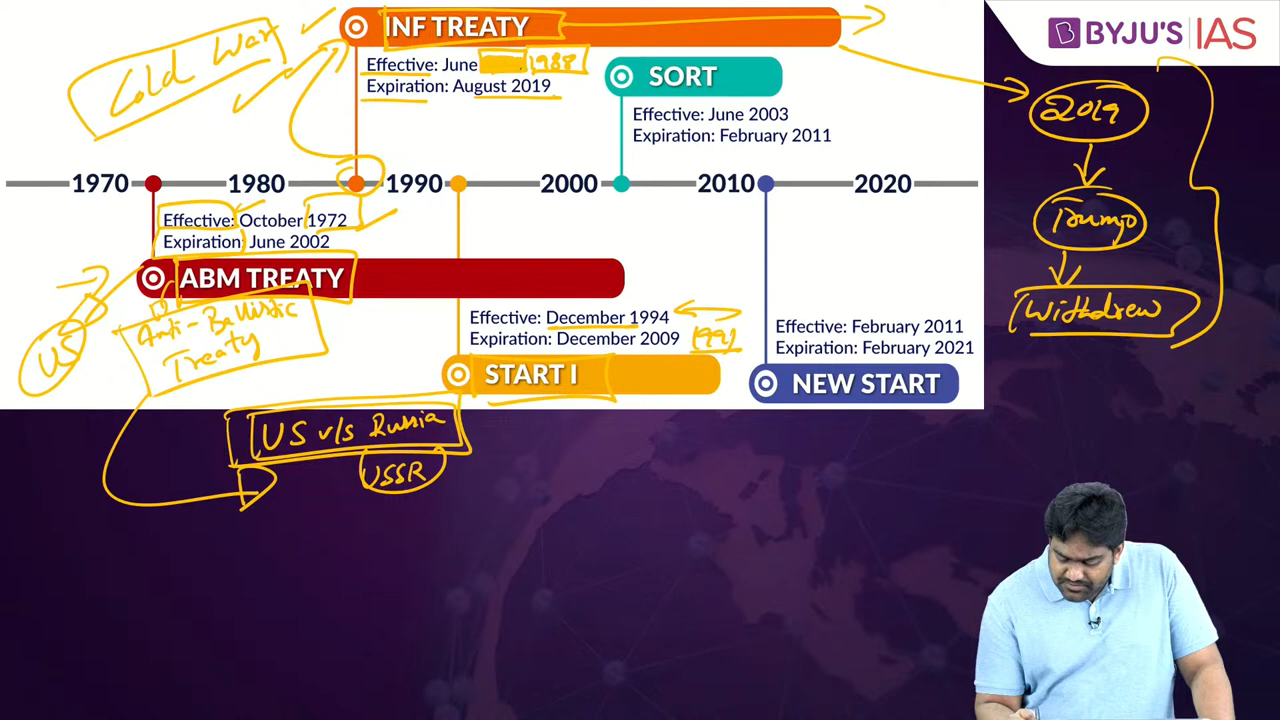 INF TREATY
Effective: June 1988
Expiration: August 2019
Cold War
SORT
Effective: June 2003
Expiration: February 2011
BYJU'S IAS
2019
Trump
Withdrew
1970 1980 1990 2000 2010 2020
Effective: October 1972
Expiration: June 2002
ABM TREATY
US
Anti-Ballistic
Treaty
Effective: December 1994
Expiration: December 2009
1991
START I
Effective: February 2011
Expiration: February 2021
NEW START
US v/s Russia
USSR